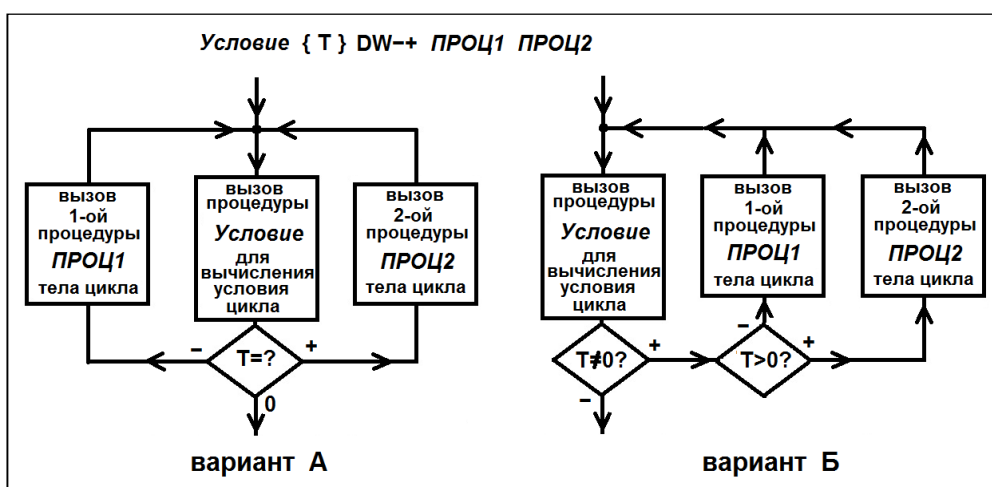 Условие { T } DW−+ ПРОЦ1 ПРОЦ2
вызов
1-ой
процедуры
ПРОЦ1
тела цикла
вызов
процедуры
Условие
для
вычисления
условия
цикла
вызов
2-ой
процедуры
ПРОЦ2
тела цикла
−
T=?
+
0
вариант А
вызов
процедуры
Условие
для
вычисления
условия
цикла
вызов
1-ой
процедуры
ПРОЦ1
тела цикла
вызов
2-ой
процедуры
ПРОЦ2
тела цикла
T≠0?
+
−
−
T>0?
+
вариант Б